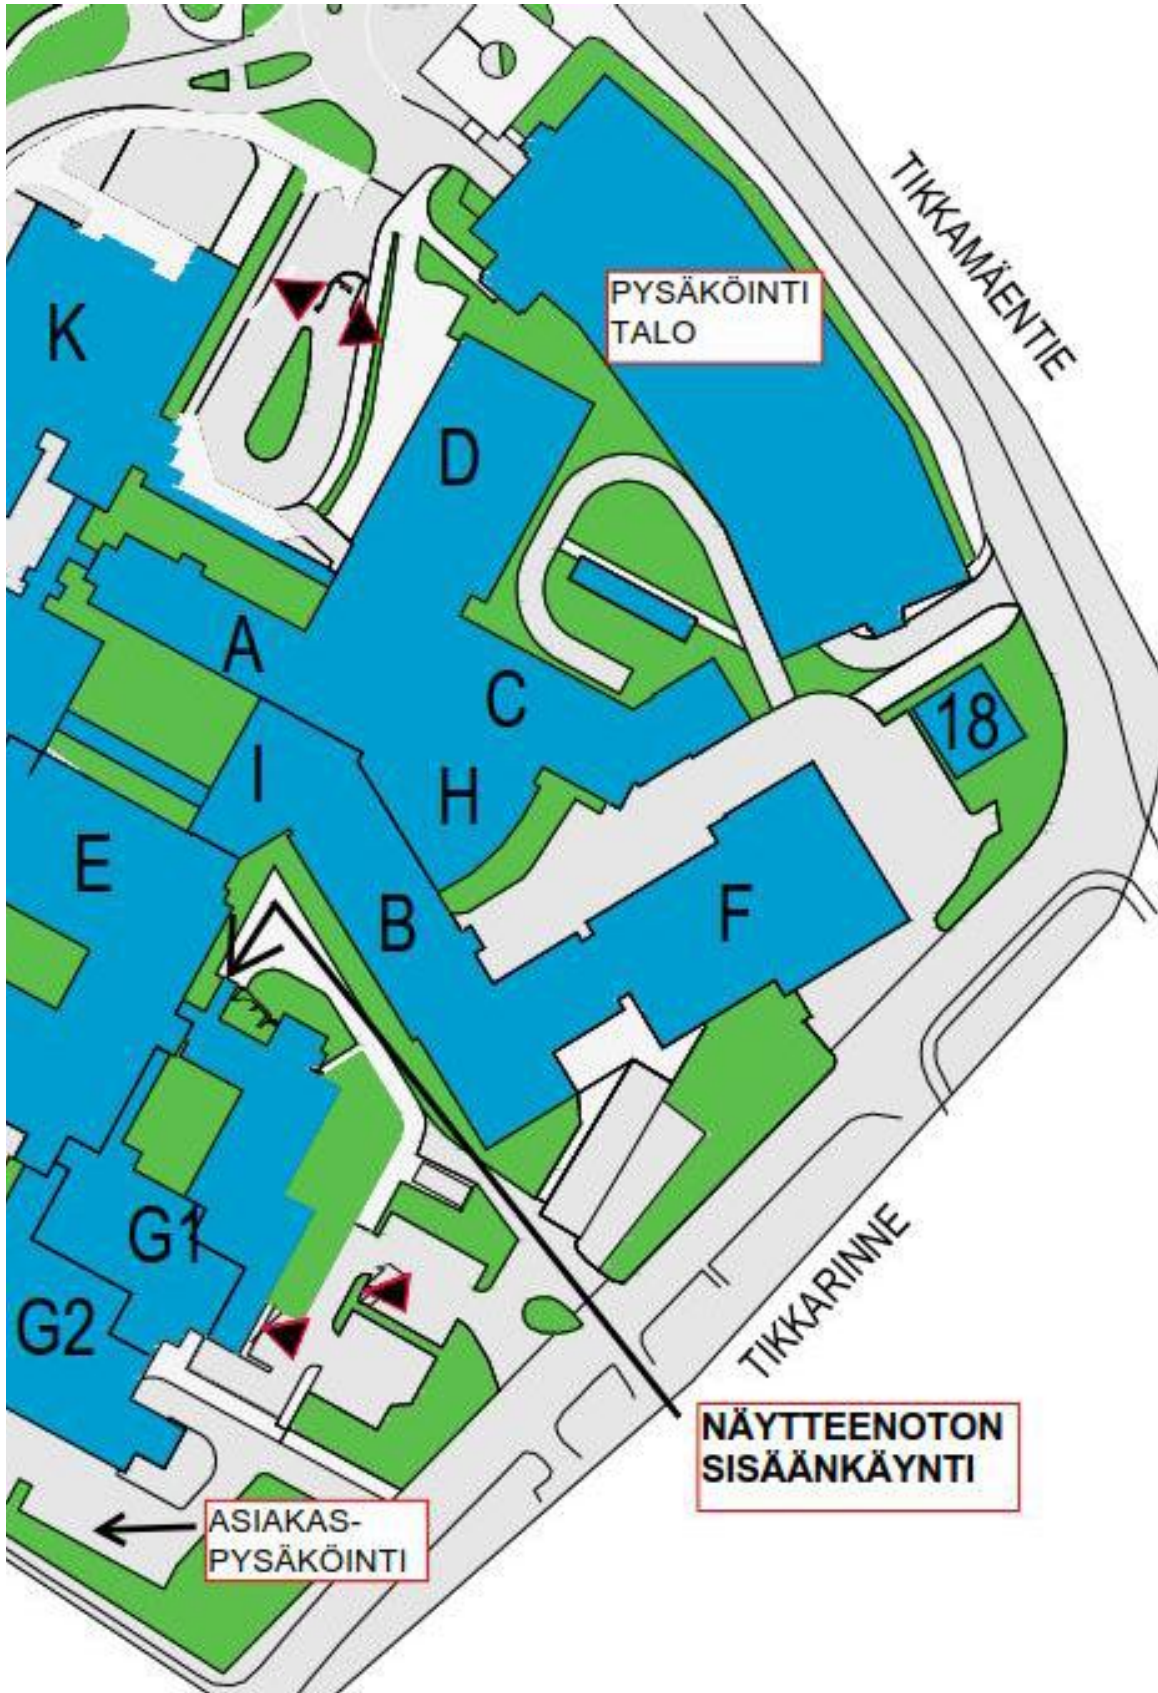 TIKKAMÄENTIE
PYSÄKÖINTI
TALO
K
D
A
C
18
I
H
E
B
F
G1
G2
TIKKARINNE
NÄYTTEENOTON
SISÄÄNKÄYNTI
ASIAKAS-
PYSÄKÖINTI